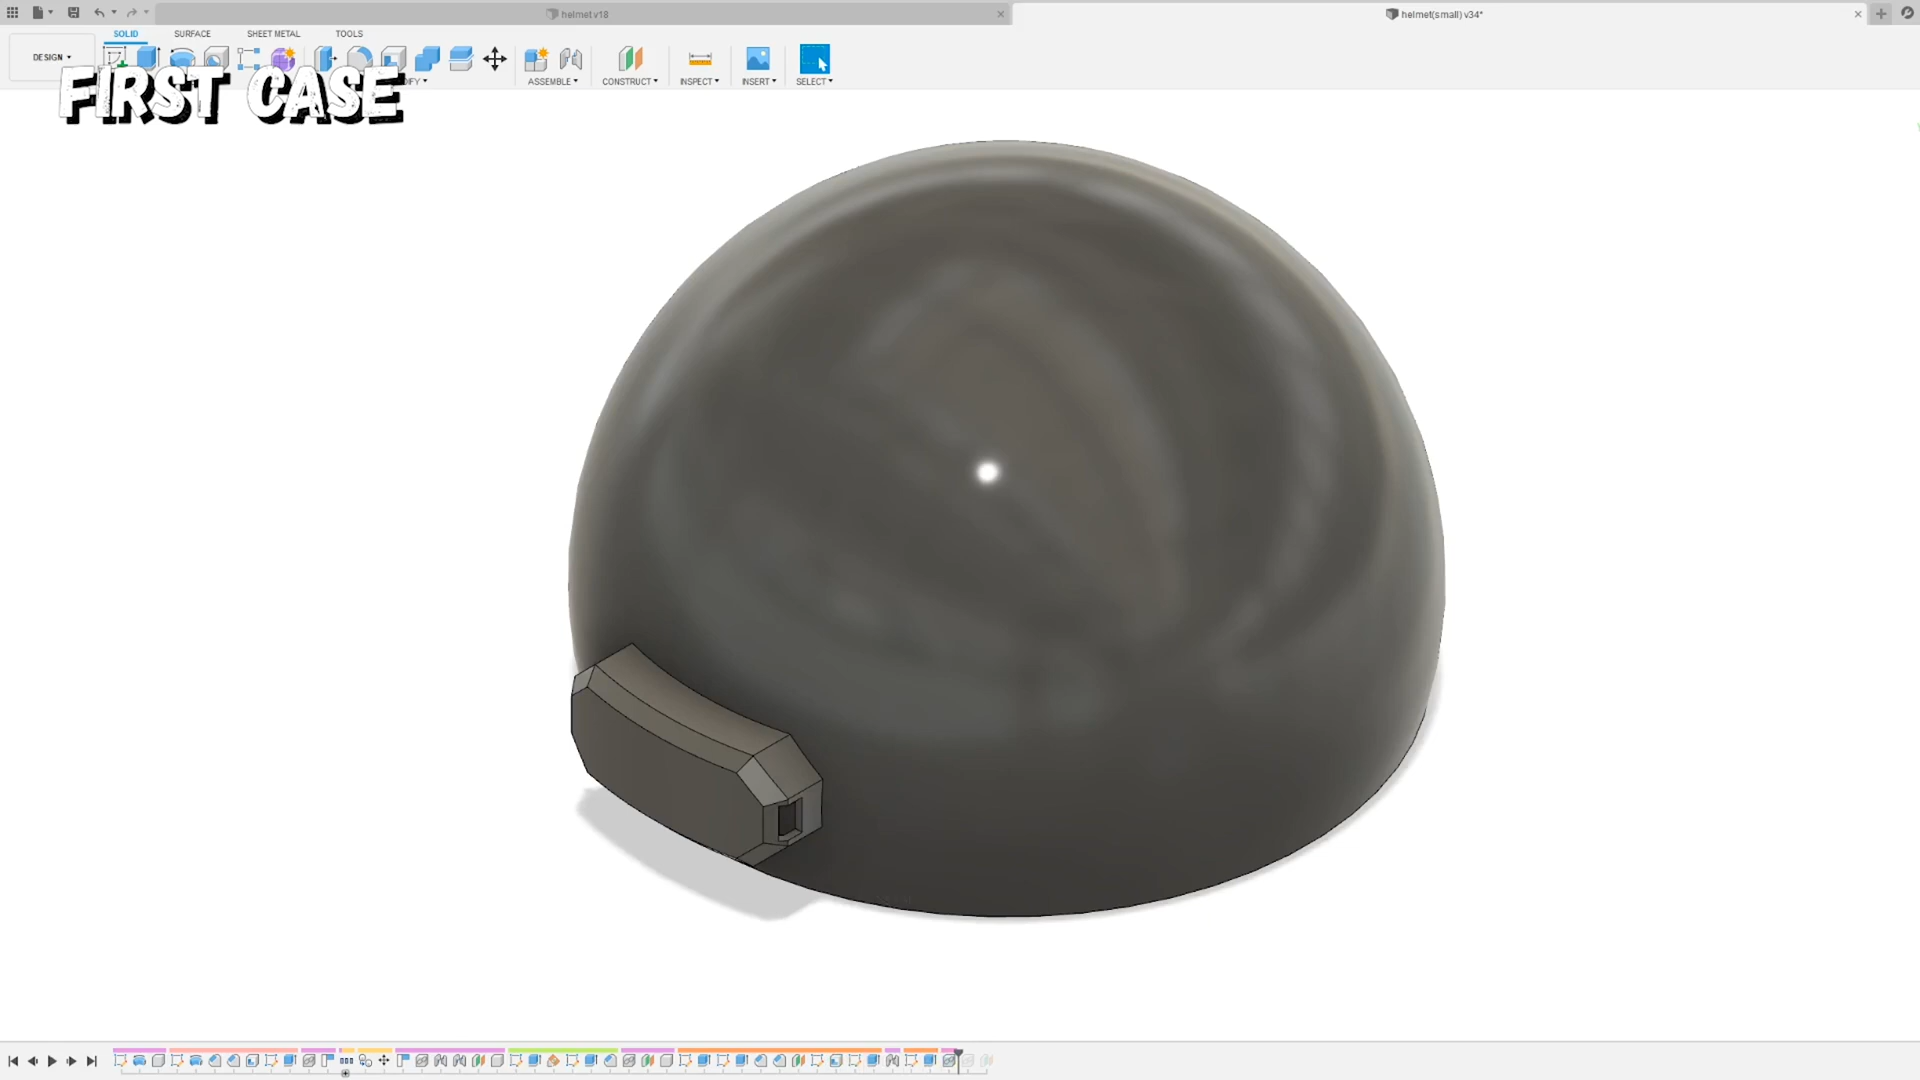 helmet v18
helmet(small) v34*
SOLID
SURFACE
SHEET METAL
TOOLS
DESIGN
ASSEMBLE
CONSTRUCT
INSPECT
INSERT
SELECT
FIRST CASE